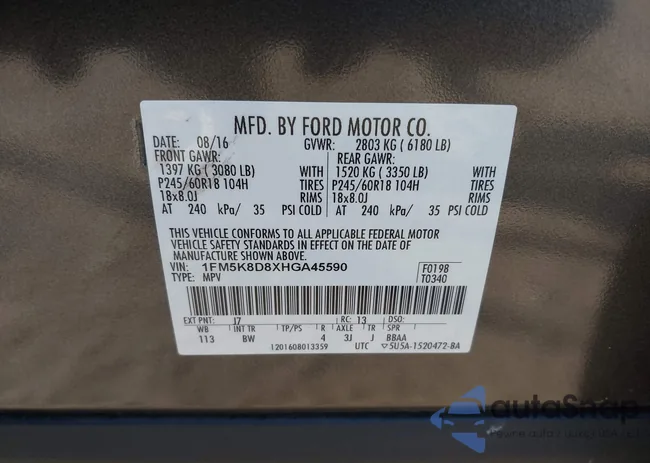 MFD. BY FORD MOTOR CO.
DATE: 08/16 GVWR: 2803 KG ( 6180 LB)
FRONT GAWR: REAR GAWR:
1397 KG ( 3080 LB) WITH 1520 KG ( 3350 LB) WITH
P245/60R18 104H TIRES P245/60R18 104H TIRES
18x8.0J RIMS 18x8.0J RIMS
AT 240 kPa/ 35 PSI COLD AT 240 kPa/ 35 PSI COLD
THIS VEHICLE CONFORMS TO ALL APPLICABLE FEDERAL MOTOR
VEHICLE SAFETY STANDARDS IN EFFECT ON THE DATE OF
MANUFACTURE SHOWN ABOVE.
VIN: 1FM5K8D8XHGA45590 F0198
TYPE: MPV T0340
EXT PNT: J7 RC: 13 DSO:
WB INT TR TP/PS R AXLE TR SPR
113 BW 4 3J J BBAA
1201608013359 UTC ▽5U5A-1520472-BA
autoSnap